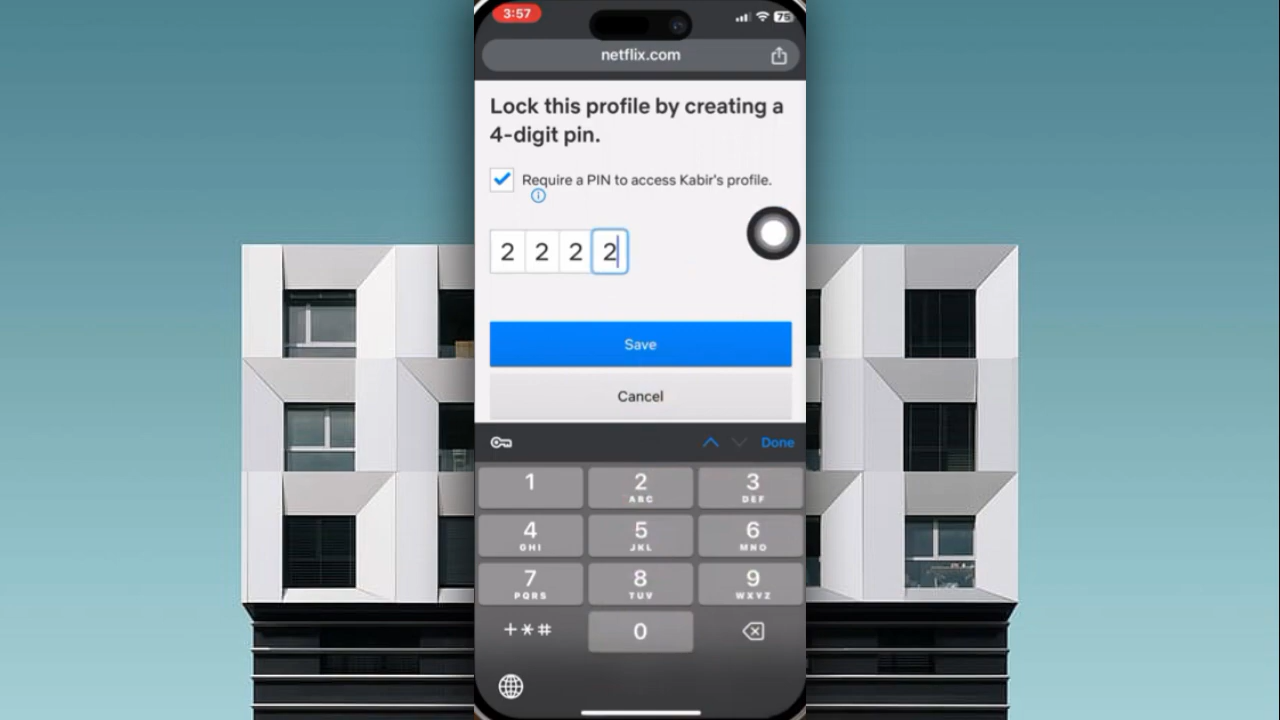 3:57
75
netflix.com
Lock this profile by creating a
4-digit pin.
Require a PIN to access Kabir's profile.
2 2 2 2
Save
Cancel
Done
1 2 3
ABC DEF
4 5 6
GHI JKL MNO
7 8 9
PQRS TUV WXYZ
+*# 0